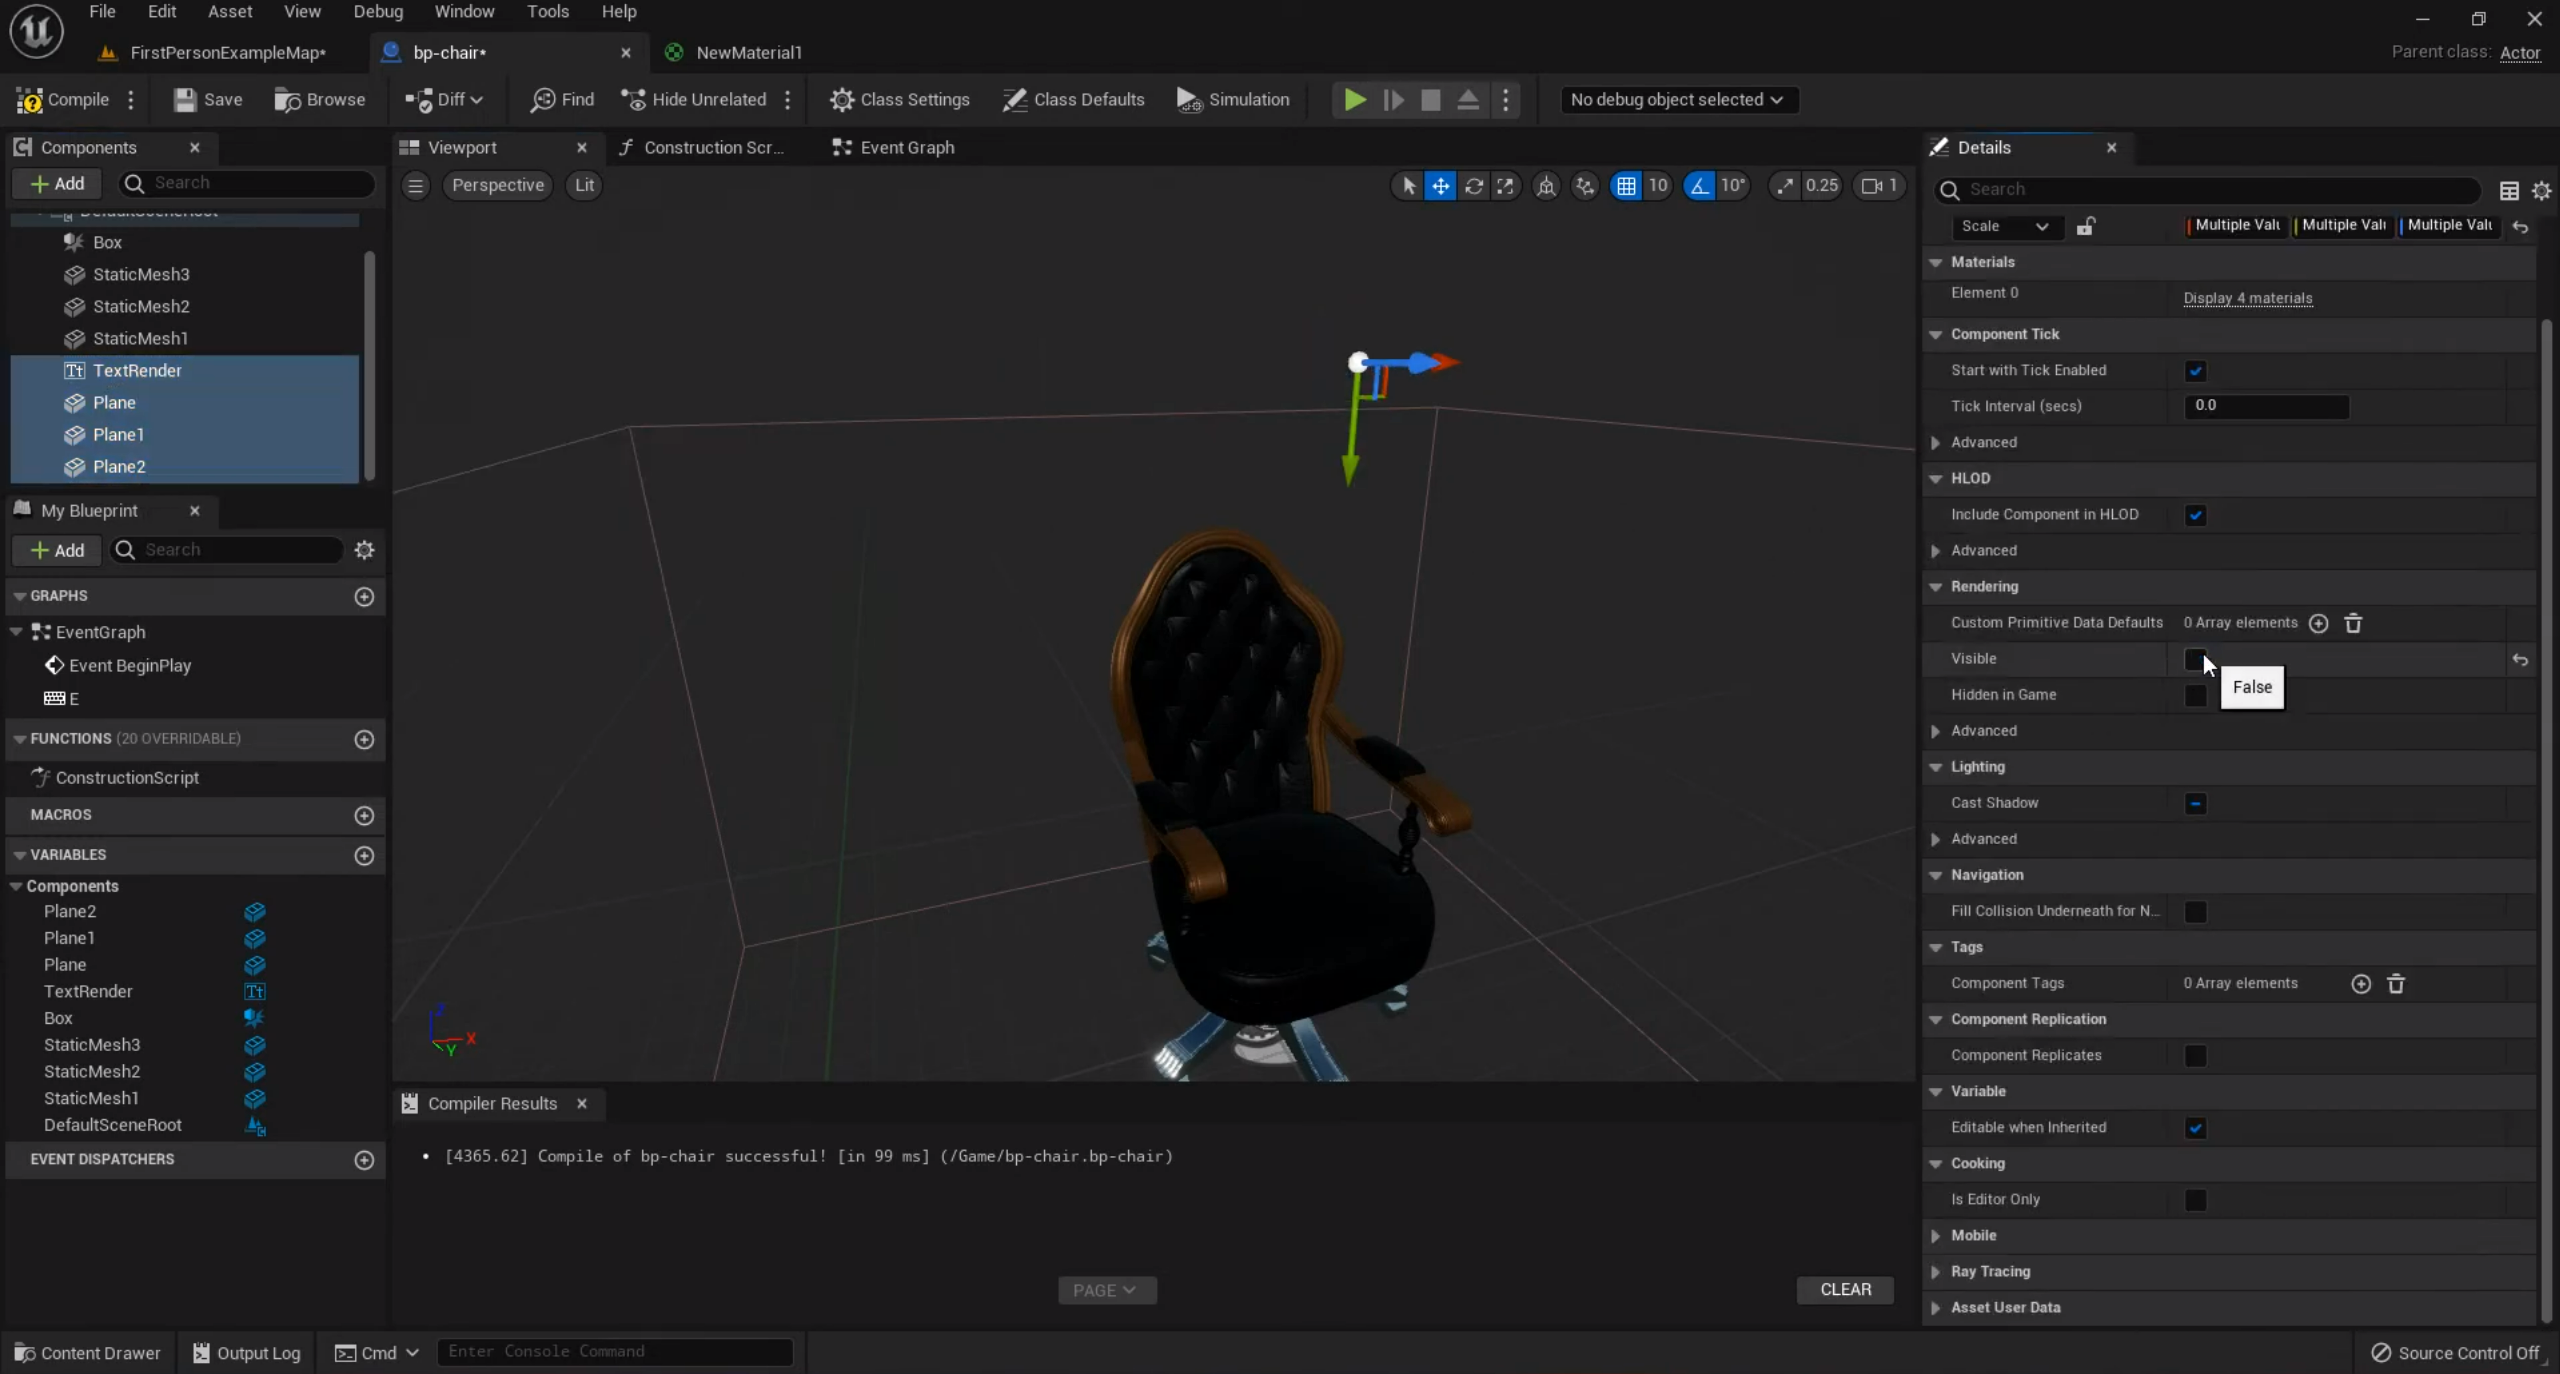 File Edit Asset View Debug Window Tools Help
FirstPersonExampleMap* bp-chair* NewMaterial1
Parent class: Actor
Compile Save Browse Diff Find Hide Unrelated Class Settings Class Defaults Simulation No debug object selected
Components
Add Search
DefaultSceneRoot
Box
StaticMesh3
StaticMesh2
StaticMesh1
TextRender
Plane
Plane1
Plane2
My Blueprint
Add Search
GRAPHS
EventGraph
Event BeginPlay
E
FUNCTIONS (20 OVERRIDABLE)
ConstructionScript
MACROS
VARIABLES
Components
Plane2
Plane1
Plane
TextRender
Box
StaticMesh3
StaticMesh2
StaticMesh1
DefaultSceneRoot
EVENT DISPATCHERS
Viewport Construction Scr... Event Graph
Perspective Lit
10 10° 0.25 1
X
Y
Compiler Results
• [4365.62] Compile of bp-chair successful! [in 99 ms] (/Game/bp-chair.bp-chair)
PAGE CLEAR
Details
Search
Scale Multiple Valu Multiple Valu Multiple Valu
Materials
Element 0 Display 4 materials
Component Tick
Start with Tick Enabled
Tick Interval (secs) 0.0
Advanced
HLOD
Include Component in HLOD
Advanced
Rendering
Custom Primitive Data Defaults 0 Array elements
Visible
False
Hidden in Game
Advanced
Lighting
Cast Shadow
Advanced
Navigation
Fill Collision Underneath for N...
Tags
Component Tags 0 Array elements
Component Replication
Component Replicates
Variable
Editable when Inherited
Cooking
Is Editor Only
Mobile
Ray Tracing
Asset User Data
Content Drawer Output Log Cmd Enter Console Command Source Control Off